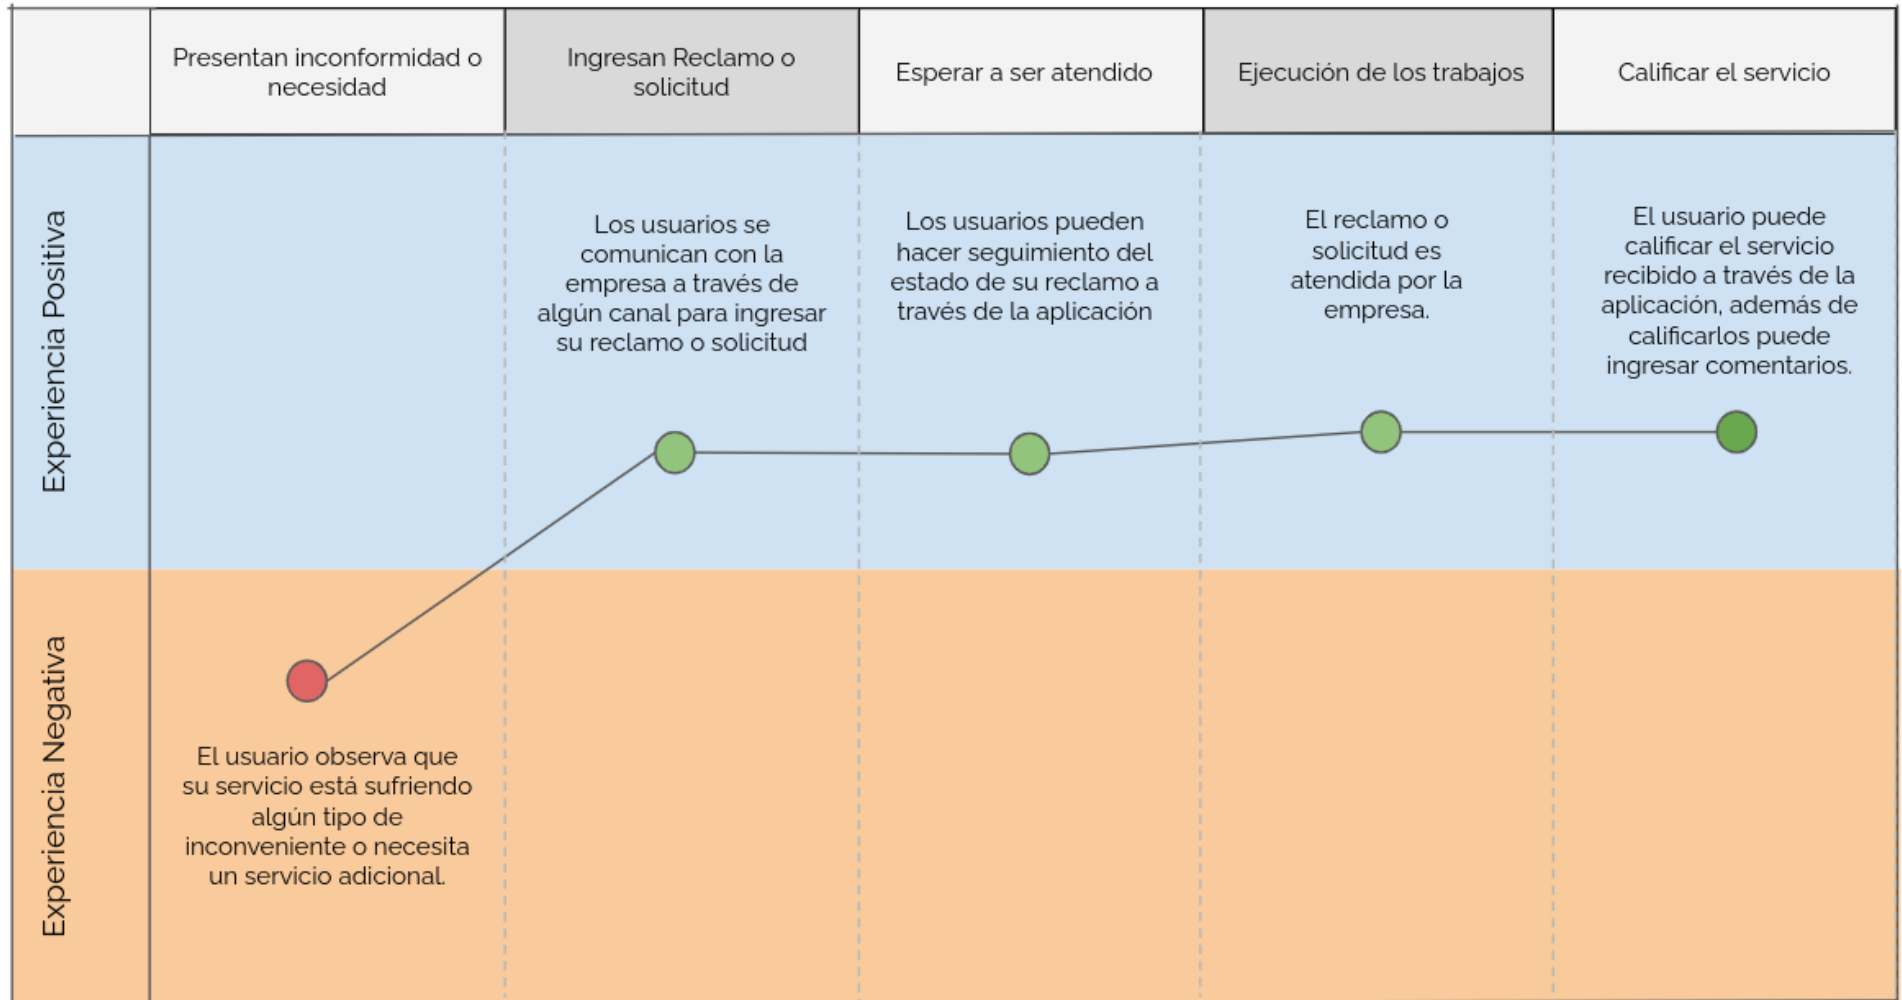 Presentan inconformidad o
necesidad
Ingresan Reclamo o
solicitud
Esperar a ser atendido
Ejecución de los trabajos
Calificar el servicio
Experiencia Positiva
Los usuarios se
comunican con la
empresa a través de
algún canal para ingresar
su reclamo o solicitud
Los usuarios pueden
hacer seguimiento del
estado de su reclamo a
través de la aplicación
El reclamo o
solicitud es
atendida por la
empresa.
El usuario puede
calificar el servicio
recibido a través de la
aplicación, además de
calificarlos puede
ingresar comentarios.
Experiencia Negativa
El usuario observa que
su servicio está sufriendo
algún tipo de
inconveniente o necesita
un servicio adicional.